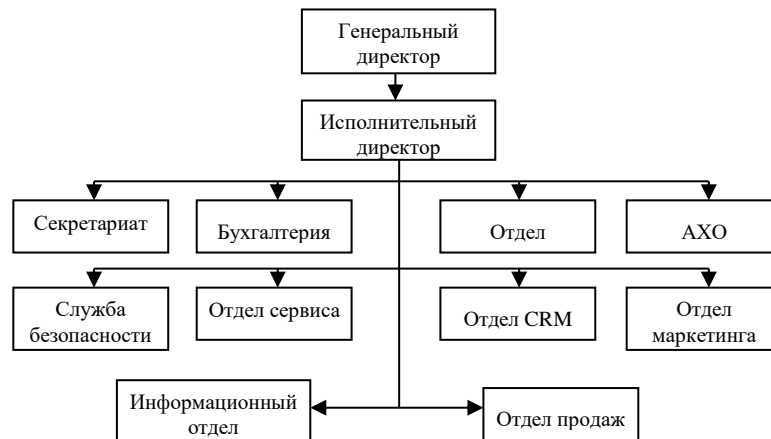 Генеральный
директор
Исполнительный
директор
Секретариат
Бухгалтерия
Отдел
АХО
Служба
безопасности
Отдел сервиса
Отдел CRM
Отдел
маркетинга
Информационный
отдел
Отдел продаж